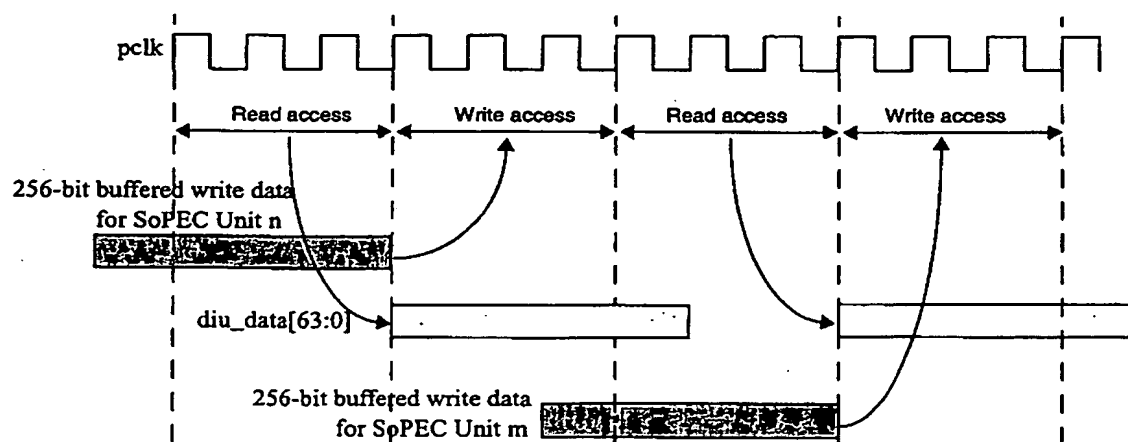 pclk
Read access Write access Read access Write access
256-bit buffered write data
for SoPEC Unit n
diu_data[63:0]
256-bit buffered write data
for SoPEC Unit m